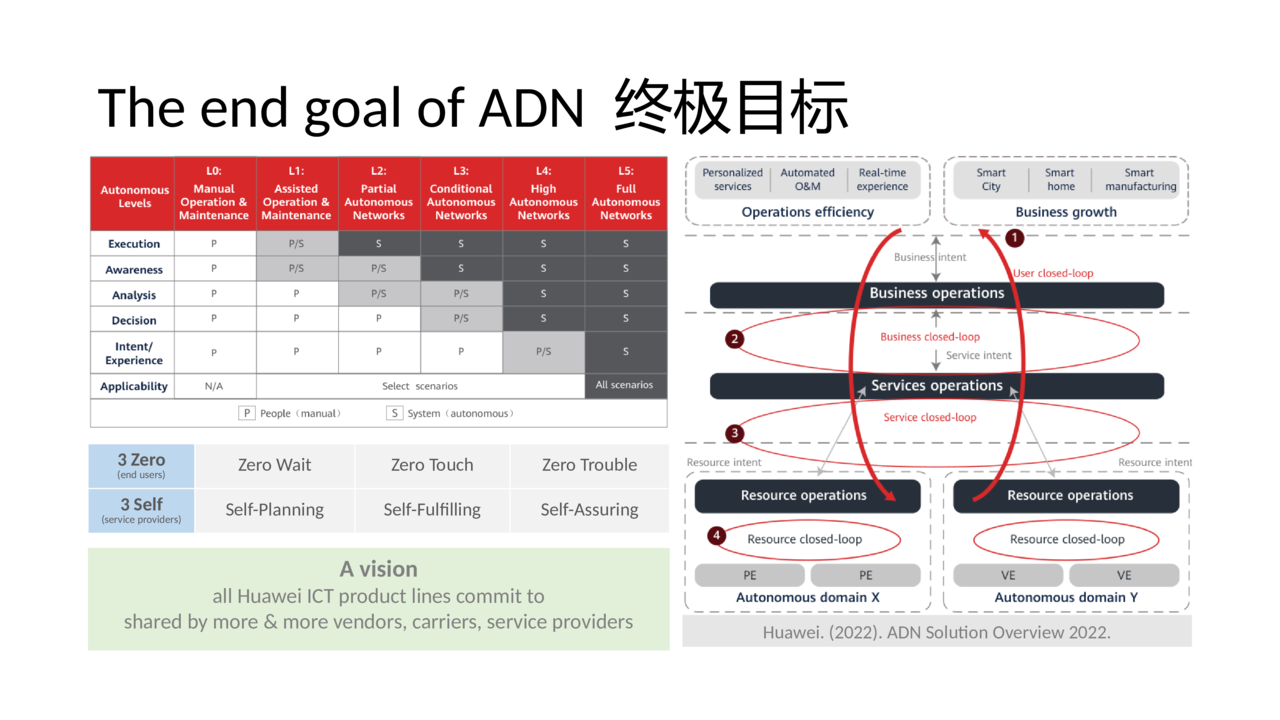 The end goal of ADN 终极目标
Autonomous Levels
L0: Manual Operation & Maintenance
L1: Assisted Operation & Maintenance
L2: Partial Autonomous Networks
L3: Conditional Autonomous Networks
L4: High Autonomous Networks
L5: Full Autonomous Networks
Execution P P/S S S S S
Awareness P P/S P/S S S S
Analysis P P P/S P/S S S
Decision P P P P/S S S
Intent/ Experience P P P P P/S S
Applicability N/A Select scenarios All scenarios
P People（manual） S System（autonomous）
3 Zero (end users) Zero Wait Zero Touch Zero Trouble
3 Self (service providers) Self-Planning Self-Fulfilling Self-Assuring
A vision
all Huawei ICT product lines commit to
shared by more & more vendors, carriers, service providers
Personalized services
Automated O&M
Real-time experience
Operations efficiency
Smart City
Smart home
Smart manufacturing
Business growth
1
Business intent
User closed-loop
Business operations
2
Business closed-loop
Service intent
Services operations
3
Service closed-loop
Resource intent
Resource intent
Resource operations
Resource operations
4
Resource closed-loop
Resource closed-loop
PE PE
VE VE
Autonomous domain X
Autonomous domain Y
Huawei. (2022). ADN Solution Overview 2022.